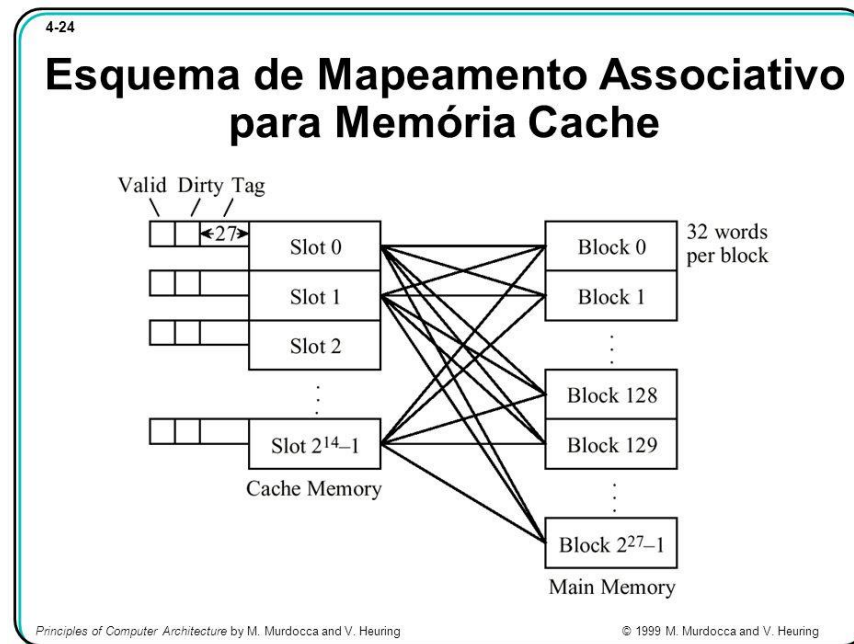 4-24
Esquema de Mapeamento Associativo
para Memória Cache
Valid Dirty Tag
27
Slot 0
Slot 1
Slot 2
Slot 2¹⁴–1
Cache Memory
Block 0
32 words
per block
Block 1
Block 128
Block 129
Block 2²⁷–1
Main Memory
Principles of Computer Architecture by M. Murdocca and V. Heuring
© 1999 M. Murdocca and V. Heuring